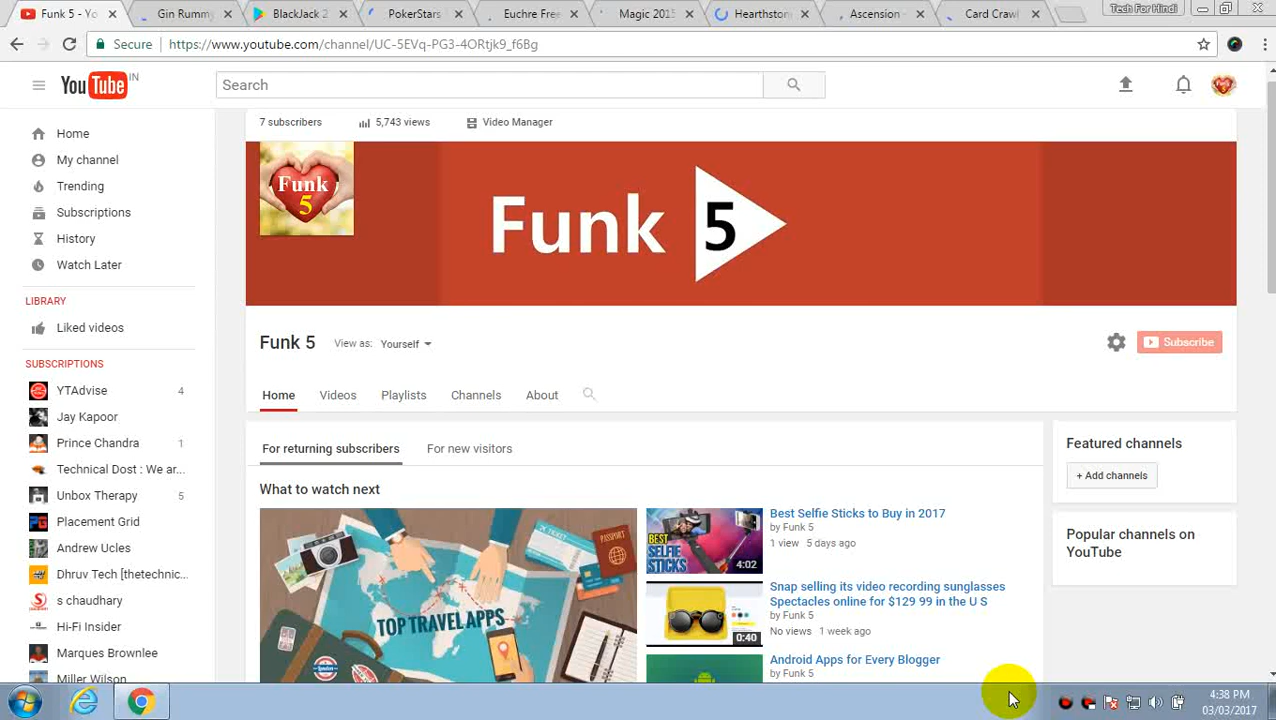 Funk 5 - Yo
Gin Rummy
BlackJack 2
PokerStars
Euchre Free
Magic 2015
Hearthston
Ascension -
Card Crawl
Tech For Hindi
Secure
https://www.youtube.com/channel/UC-5EVq-PG3-4ORtjk9_f6Bg
YouTube IN
Search
7 subscribers
5,743 views
Video Manager
Home
My channel
Trending
Subscriptions
History
Watch Later
LIBRARY
Liked videos
SUBSCRIPTIONS
YTAdvise 4
Jay Kapoor
Prince Chandra 1
Technical Dost : We ar...
Unbox Therapy 5
Placement Grid
Andrew Ucles
Dhruv Tech [thetechnic...
s chaudhary
Hi-Fi Insider
Marques Brownlee
Miller Wilson
Funk
5
Funk 5
Funk 5
View as: Yourself
Subscribe
Home
Videos
Playlists
Channels
About
For returning subscribers
For new visitors
What to watch next
TOP TRAVEL APPS
PASSPORT
London
BEST
SELFIE
STICKS
4:02
Best Selfie Sticks to Buy in 2017
by Funk 5
1 view 5 days ago
0:40
Snap selling its video recording sunglasses
Spectacles online for $129 99 in the U S
by Funk 5
No views 1 week ago
Android Apps for Every Blogger
by Funk 5
Featured channels
+ Add channels
Popular channels on
YouTube
4:38 PM
03/03/2017